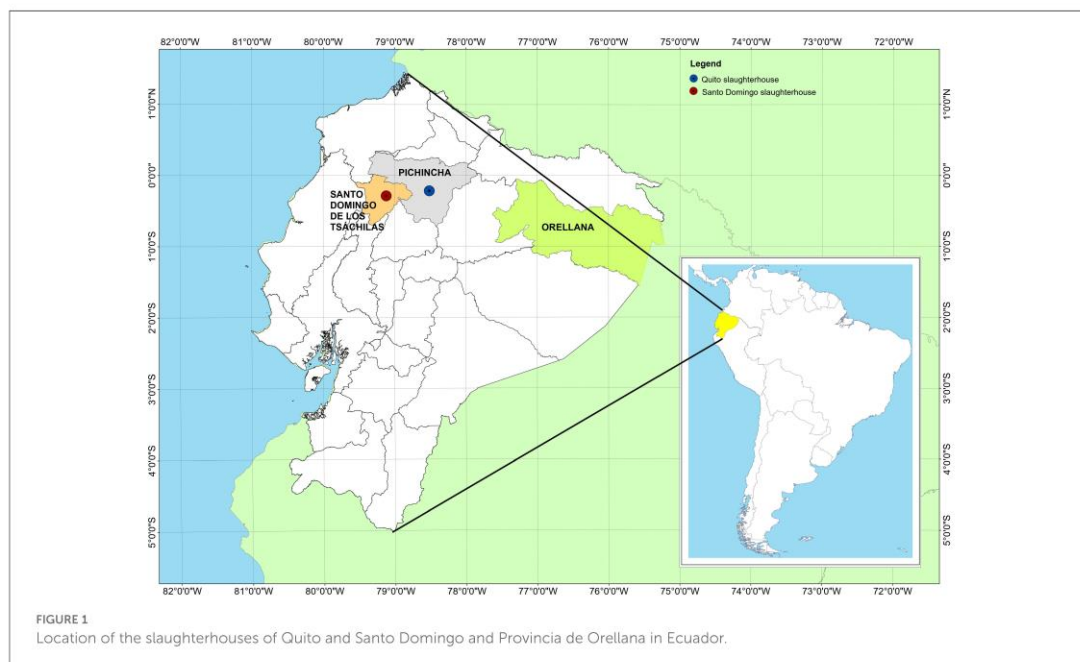 82°0'0"W 81°0'0"W 80°0'0"W 79°0'0"W 78°0'0"W 77°0'0"W 76°0'0"W 75°0'0"W 74°0'0"W 73°0'0"W 72°0'0"W
Legend
Quito slaughterhouse
Santo Domingo slaughterhouse
1°0'0"N 1°0'0"N
0°0'0" 0°0'0"
PICHINCHA
SANTO
DOMINGO
DE LOS
TSÁCHILAS
ORELLANA
1°0'0"S 1°0'0"S
2°0'0"S 2°0'0"S
3°0'0"S 3°0'0"S
4°0'0"S 4°0'0"S
5°0'0"S 5°0'0"S
82°0'0"W 81°0'0"W 80°0'0"W 79°0'0"W 78°0'0"W 77°0'0"W 76°0'0"W 75°0'0"W 74°0'0"W 73°0'0"W 72°0'0"W
FIGURE 1
Location of the slaughterhouses of Quito and Santo Domingo and Provincia de Orellana in Ecuador.